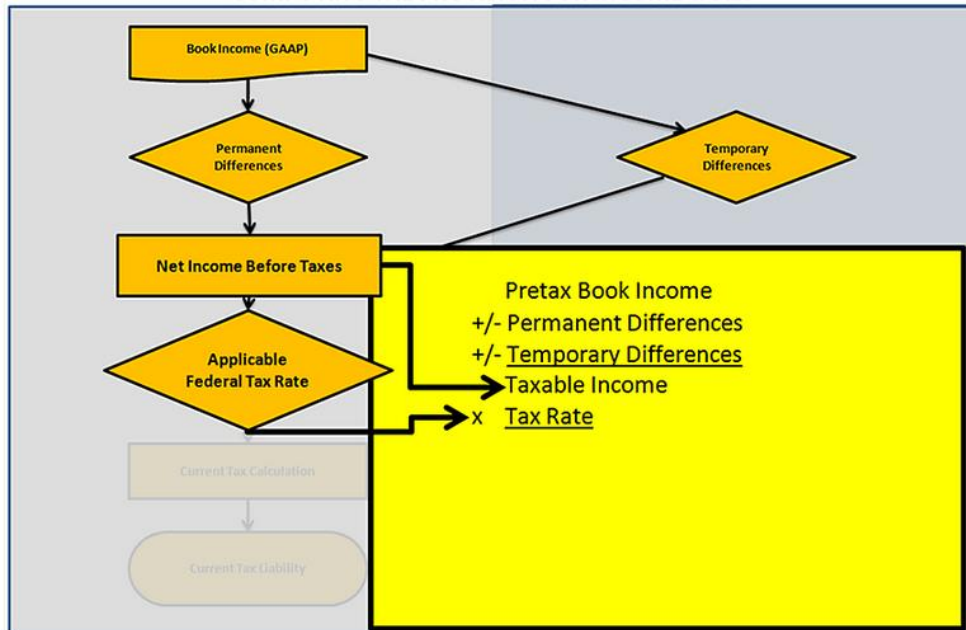 Book Income (GAAP)
Permanent
Differences
Temporary
Differences
Net Income Before Taxes
Applicable
Federal Tax Rate
Current Tax Calculation
Current Tax Liability
Pretax Book Income
+/- Permanent Differences
+/- Temporary Differences
Taxable Income
x Tax Rate